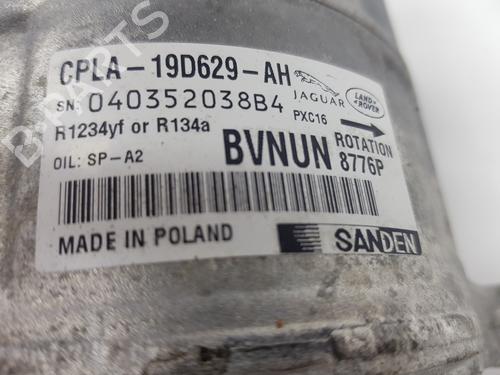 CPLA-19D629-AH
SN: 040352038B4
JAGUAR
LAND ROVER
PXC16
R1234yf or R134a
ROTATION
OIL: SP-A2
BVNUN
8776P
MADE IN POLAND
SANDEN
B-PARTS